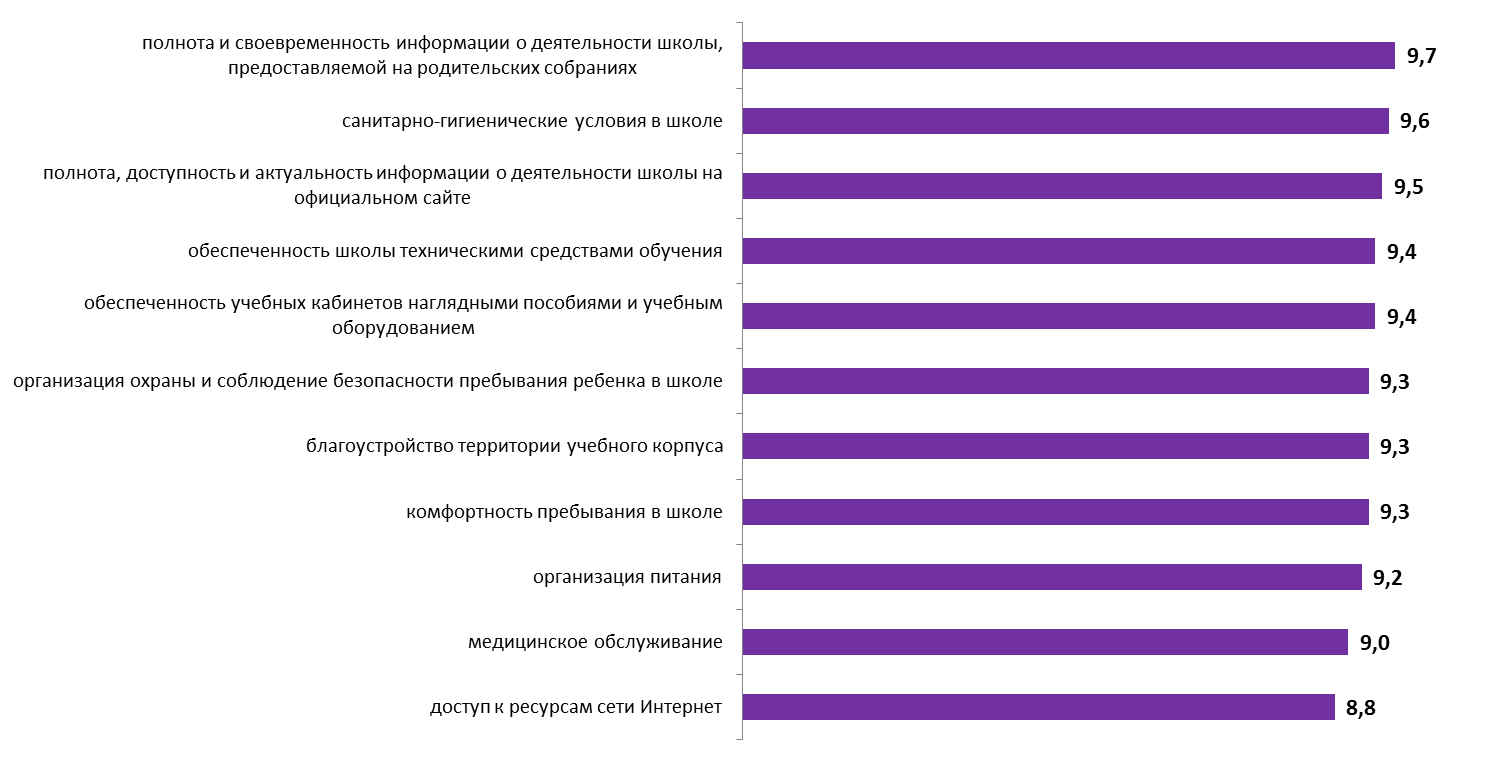 полнота и своевременность информации о деятельности школы,
предоставляемой на родительских собраниях
9,7
санитарно-гигиенические условия в школе
9,6
полнота, доступность и актуальность информации о деятельности школы на
официальном сайте
9,5
обеспеченность школы техническими средствами обучения
9,4
обеспеченность учебных кабинетов наглядными пособиями и учебным
оборудованием
9,4
организация охраны и соблюдение безопасности пребывания ребенка в школе
9,3
благоустройство территории учебного корпуса
9,3
комфортность пребывания в школе
9,3
организация питания
9,2
медицинское обслуживание
9,0
доступ к ресурсам сети Интернет
8,8